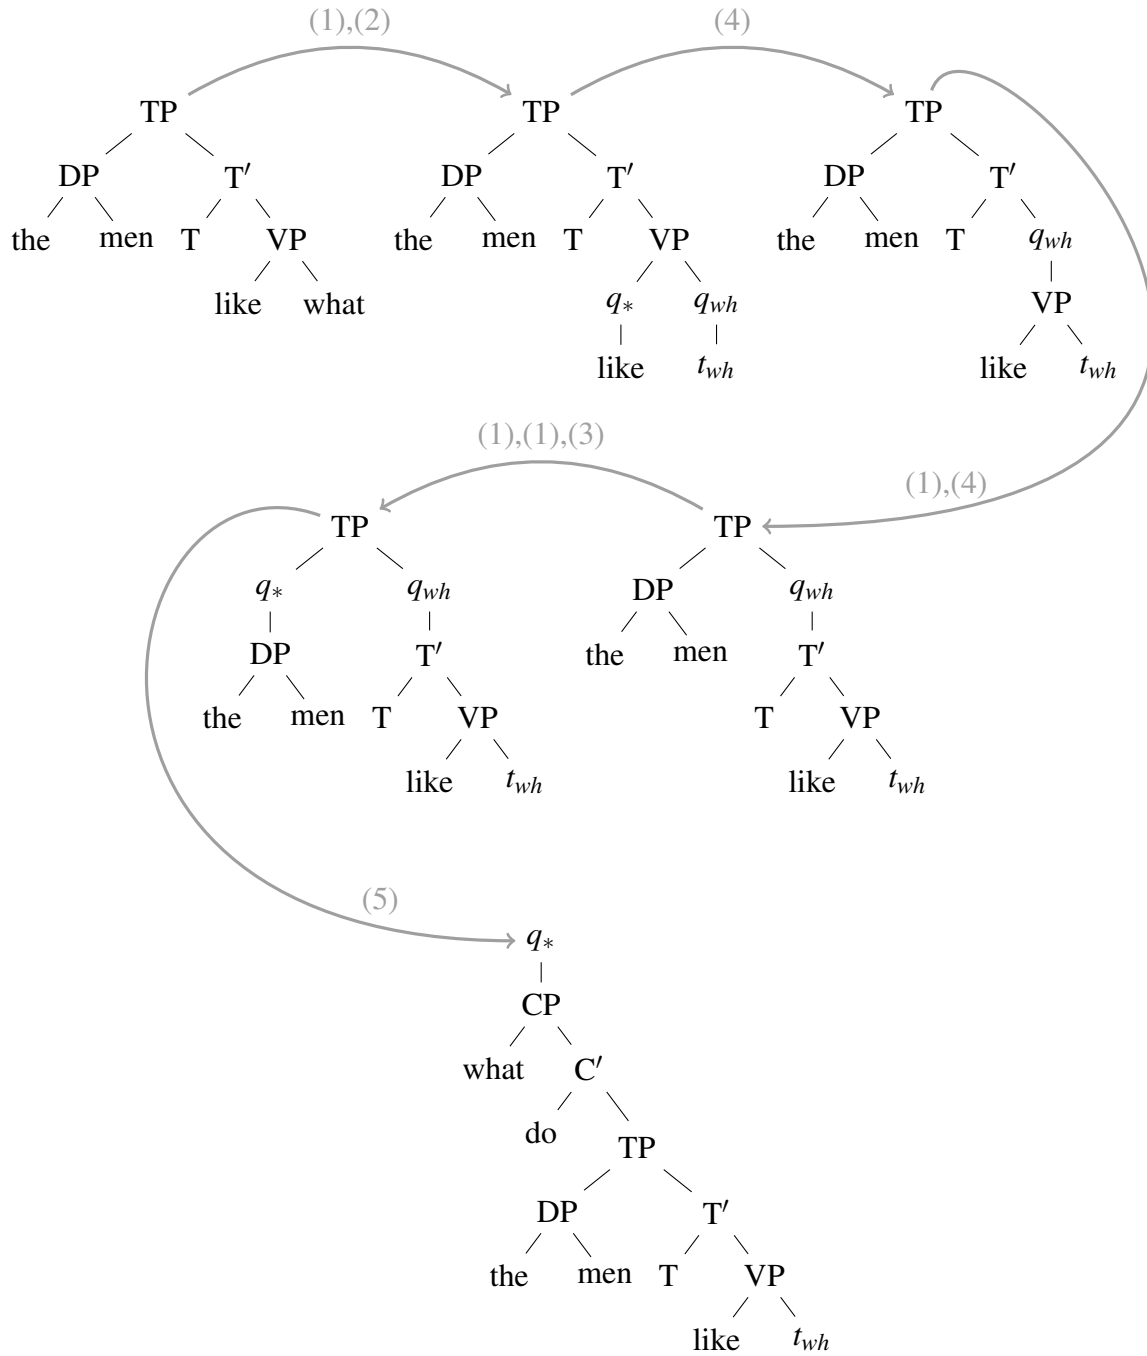 (1),(2) (4)
TP TP TP
DP T′ DP T′ DP T′
the men T VP the men T VP the men T q_wh
like what q_* q_wh VP
like t_wh like t_wh
(1),(1),(3)
(1),(4)
TP TP
q_* q_wh DP q_wh
DP T′ the men T′
the men T VP T VP
like t_wh like t_wh
(5)
q_*
CP
what C′
do TP
DP T′
the men T VP
like t_wh